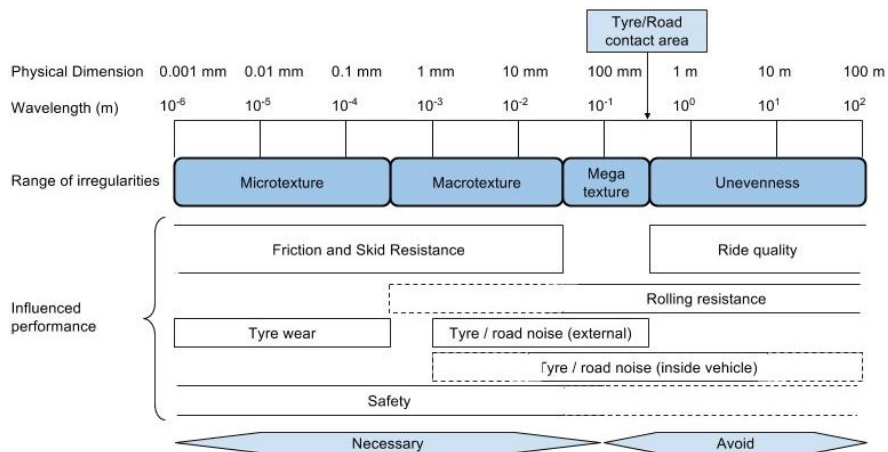 Tyre/Road
contact area
Physical Dimension 0.001 mm 0.01 mm 0.1 mm 1 mm 10 mm 100 mm 1 m 10 m 100 m
Wavelength (m) 10⁻⁶ 10⁻⁵ 10⁻⁴ 10⁻³ 10⁻² 10⁻¹ 10⁰ 10¹ 10²
Range of irregularities Microtexture Macrotexture Mega texture Unevenness
Friction and Skid Resistance Ride quality
Influenced
performance
Rolling resistance
Tyre wear Tyre / road noise (external)
Tyre / road noise (inside vehicle)
Safety
Necessary Avoid